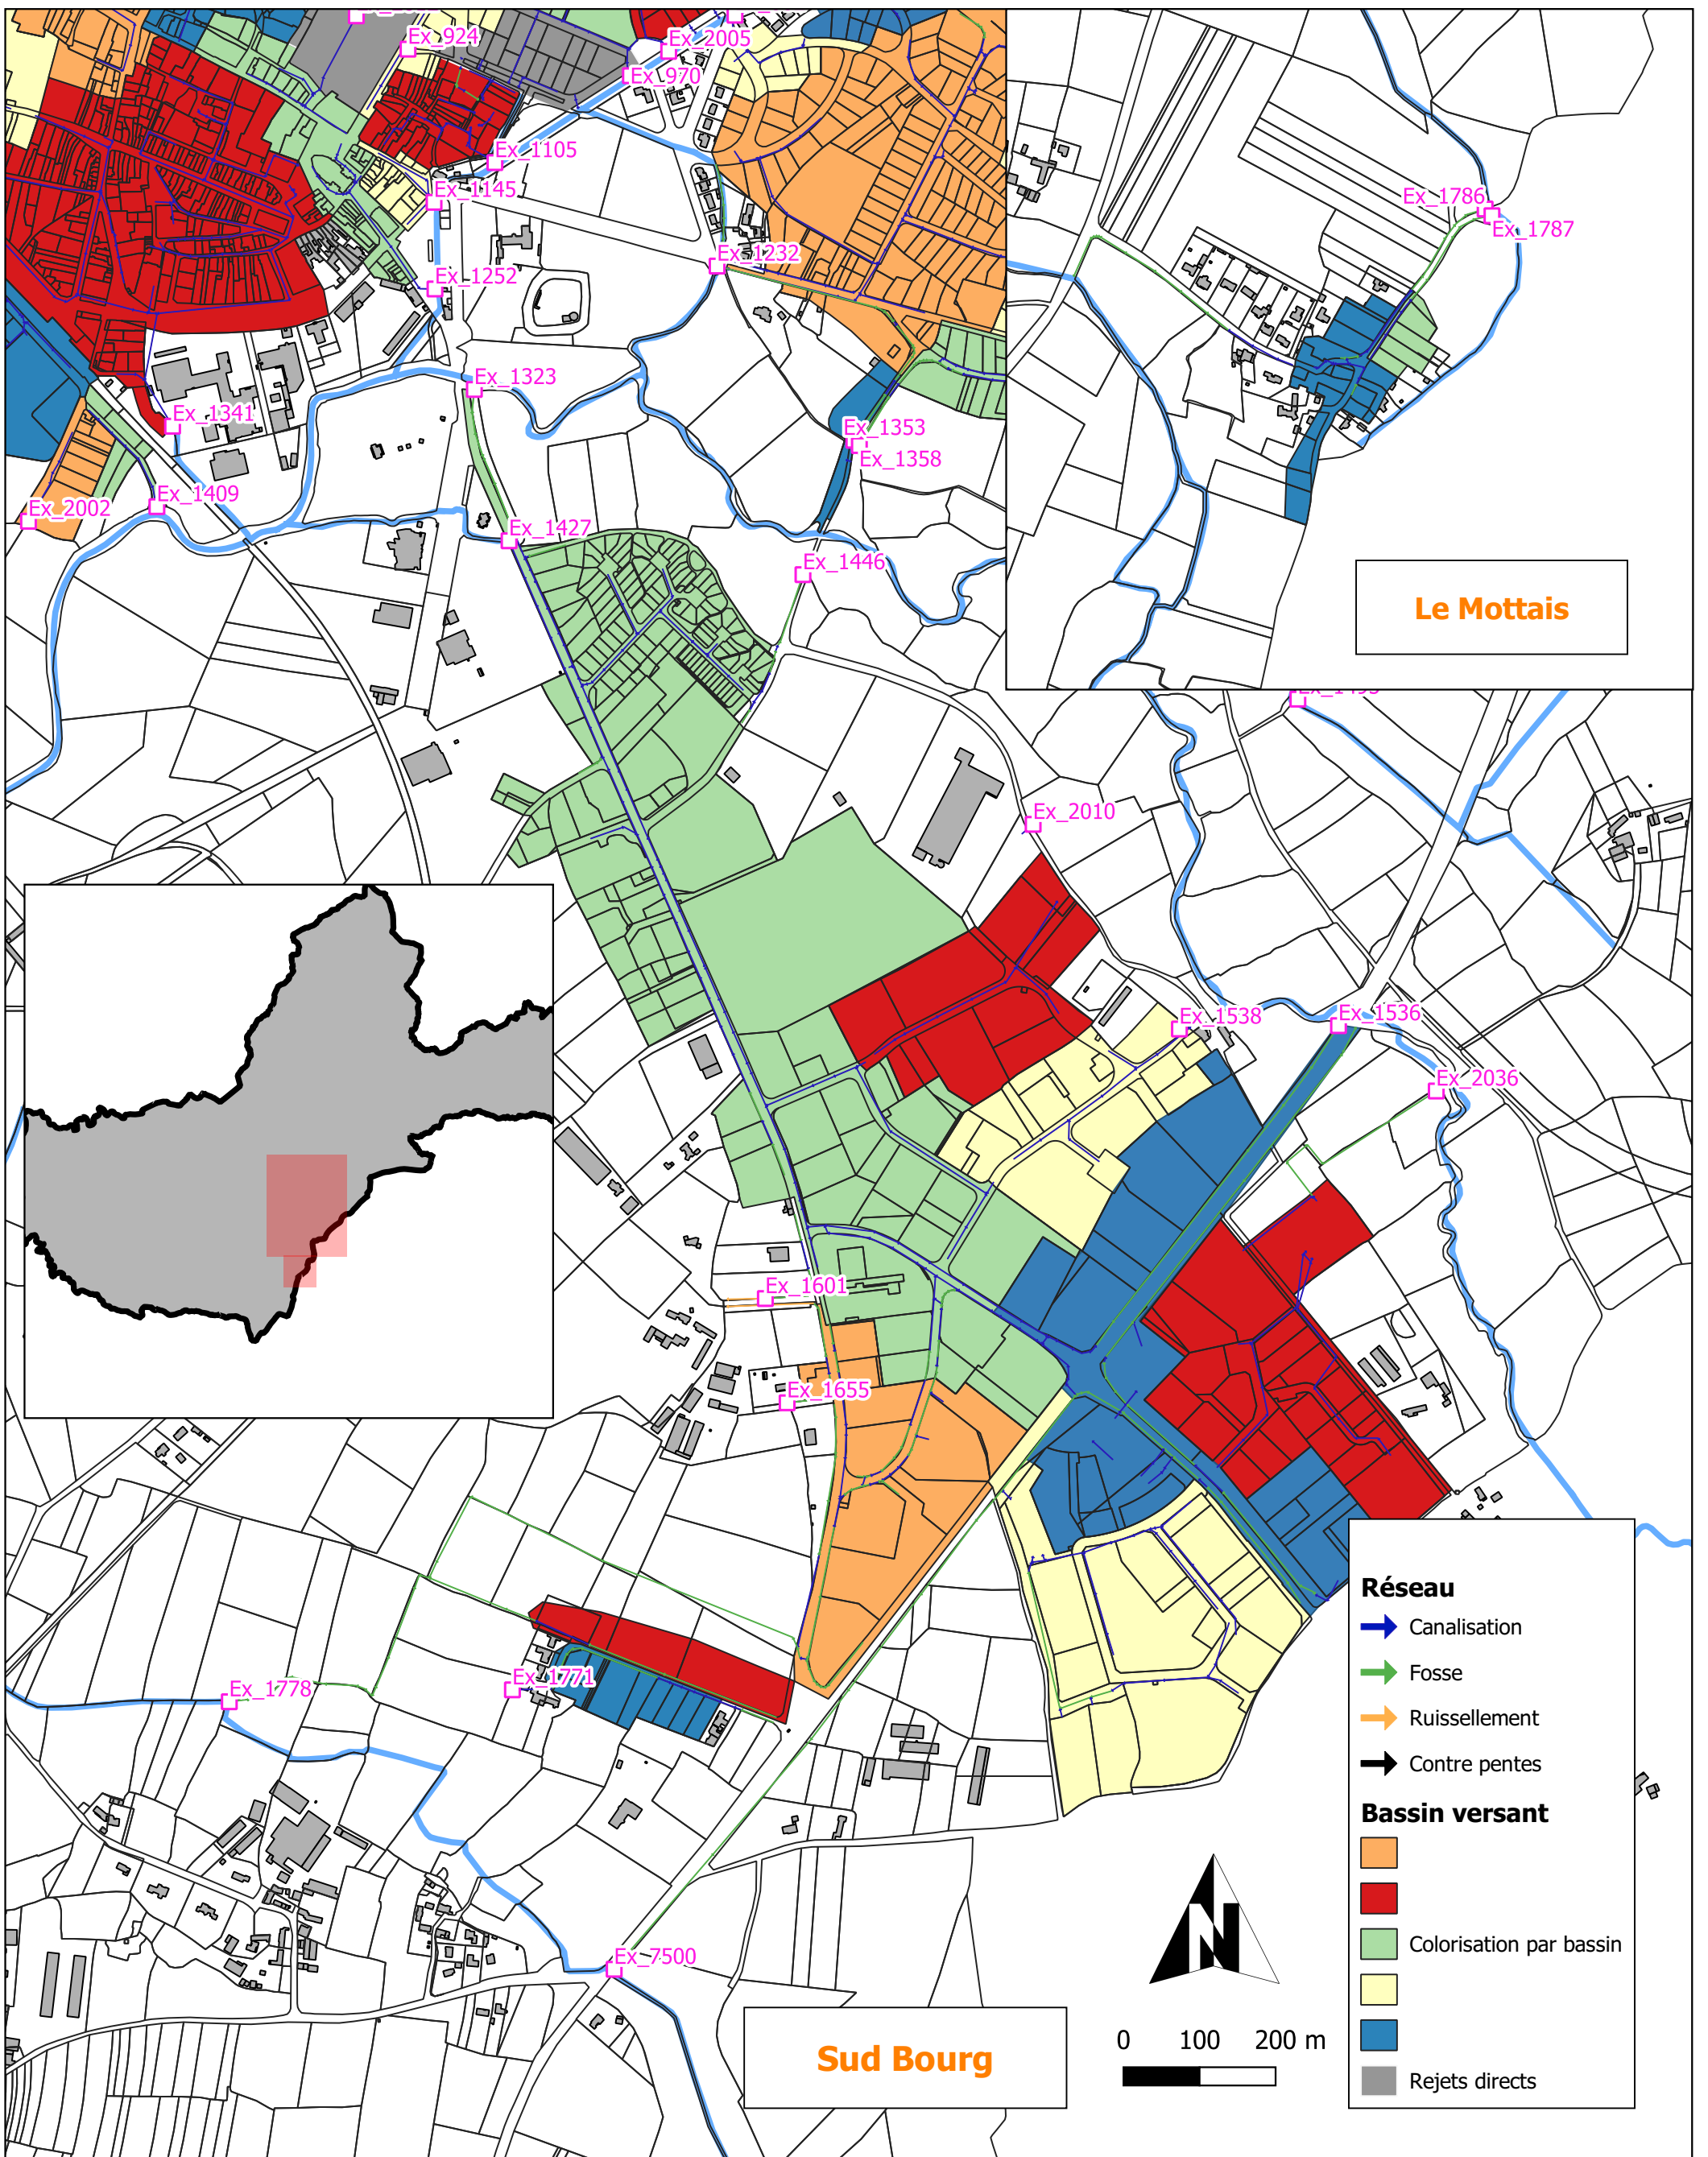 Ex_924
Ex_2005
Ex_970
Ex_1105
Ex_1145
Ex_1232
Ex_1252
Ex_1786
Ex_1787
Ex_1323
Ex_1341
Ex_1353
Ex_1358
Ex_1409
Ex_2002
Ex_1427
Ex_1446
Le Mottais
Ex_2010
Ex_1538
Ex_1536
Ex_2036
Ex_1601
Ex_1655
Ex_1771
Ex_1778
Ex_7500
Réseau
Canalisation
Fosse
Ruissellement
Contre pentes
Bassin versant
Colorisation par bassin
Rejets directs
N
0 100 200 m
Sud Bourg